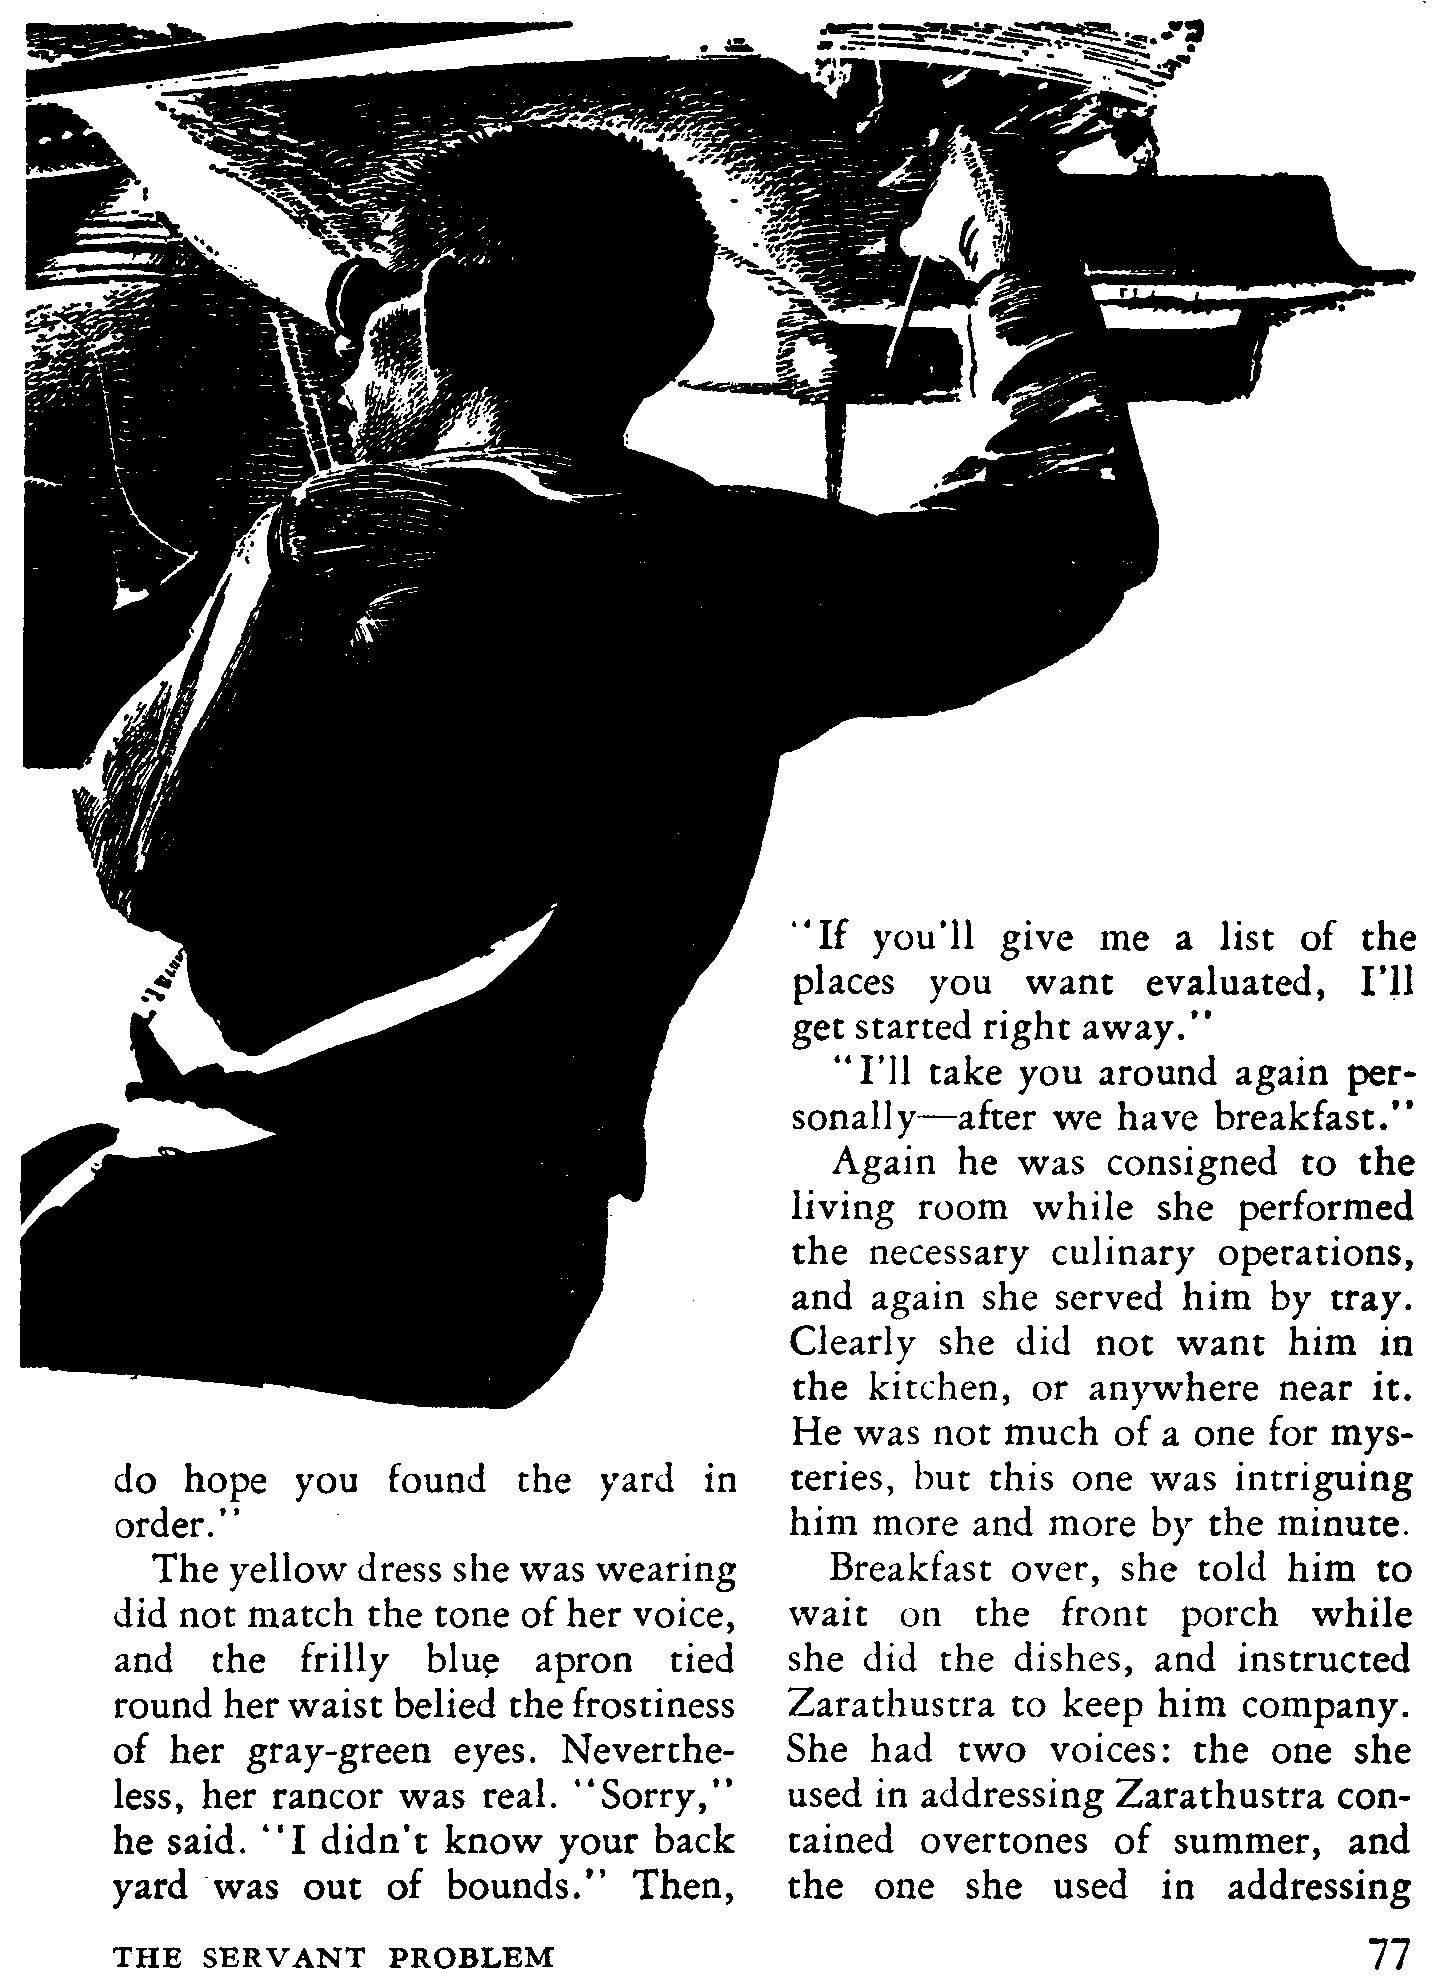 do hope you found the yard in
order."
The yellow dress she was wearing
did not match the tone of her voice,
and the frilly blue apron tied
round her waist belied the frostiness
of her gray-green eyes. Neverthe-
less, her rancor was real. "Sorry,"
he said. "I didn't know your back
yard was out of bounds." Then,
"If you'll give me a list of the
places you want evaluated, I'll
get started right away."
"I'll take you around again per-
sonally—after we have breakfast."
Again he was consigned to the
living room while she performed
the necessary culinary operations,
and again she served him by tray.
Clearly she did not want him in
the kitchen, or anywhere near it.
He was not much of a one for mys-
teries, but this one was intriguing
him more and more by the minute.
Breakfast over, she told him to
wait on the front porch while
she did the dishes, and instructed
Zarathustra to keep him company.
She had two voices: the one she
used in addressing Zarathustra con-
tained overtones of summer, and
the one she used in addressing
THE SERVANT PROBLEM
77